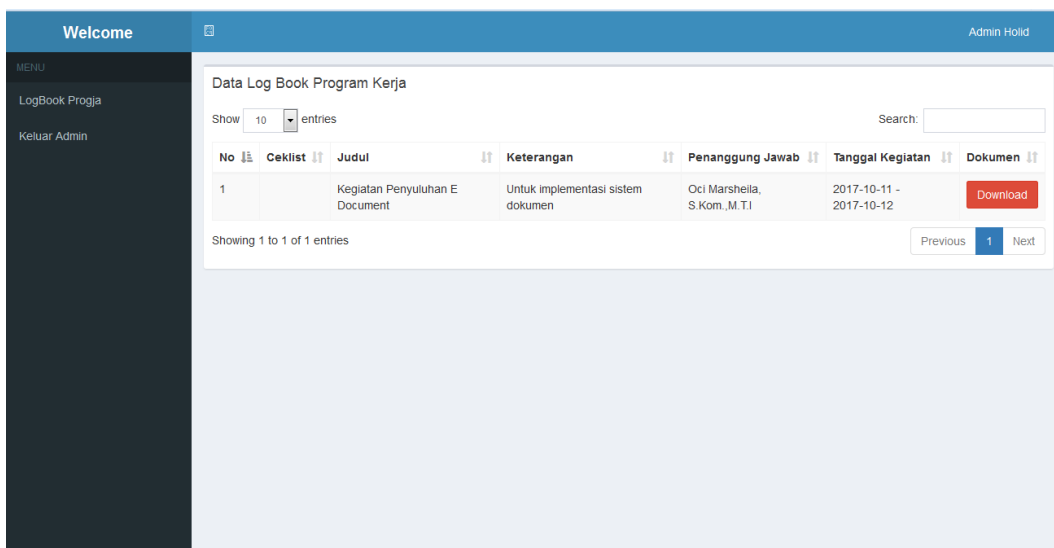 Welcome
Admin Holid
MENU
LogBook Progja
Keluar Admin
Data Log Book Program Kerja
Show 10 entries
Search:
No Ceklist Judul Keterangan Penanggung Jawab Tanggal Kegiatan Dokumen
1 Kegiatan Penyuluhan E Untuk implementasi sistem Oci Marsheila, 2017-10-11 - Download
Document dokumen S.Kom.,M.T.I 2017-10-12
Showing 1 to 1 of 1 entries
Previous 1 Next